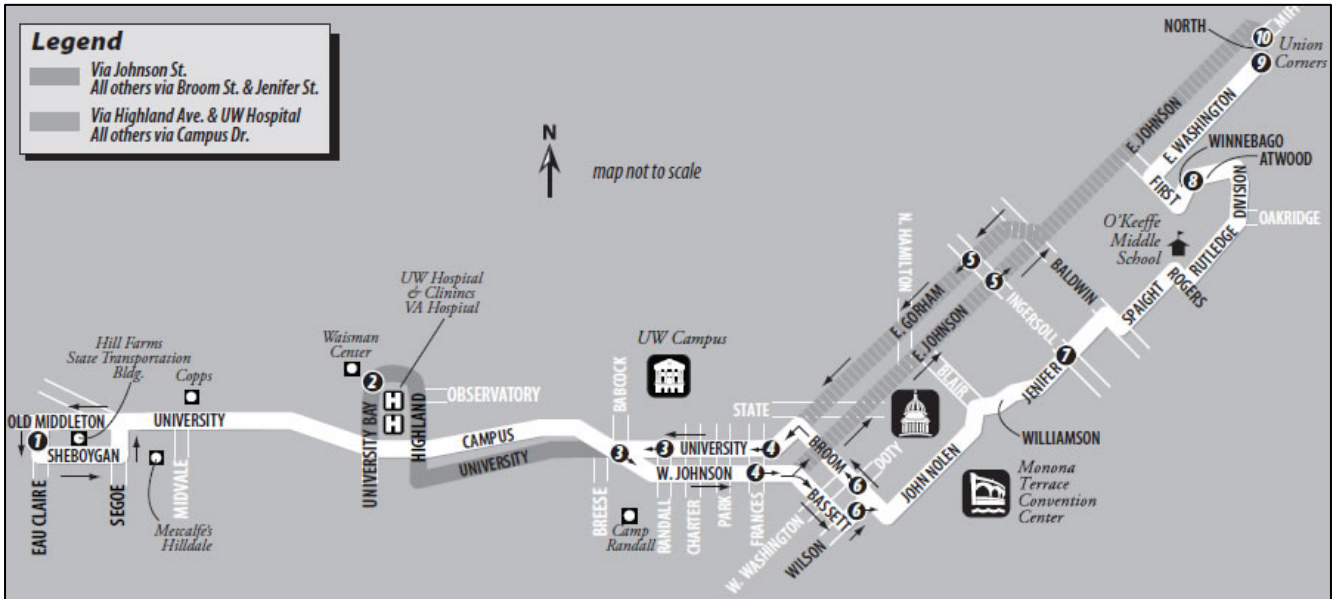 Legend
Via Johnson St.
All others via Broom St. & Jenifer St.
Via Highland Ave. & UW Hospital
All others via Campus Dr.
N
map not to scale
NORTH
10
Union
Corners
9
E. JOHNSON
E. WASHINGTON
WINNEBAGO
ATWOOD
FIRST
8
DIVISION
OAKRIDGE
O'Keeffe
Middle
School
RUTLEDGE
ROGERS
SPAIGHT
BALDWIN
N. HAMILTON
5
5
INGERSOLL
E. GORHAM
E. JOHNSON
BLAIR
7
JENIFER
WILLIAMSON
UW Hospital
& Clinincs
VA Hospital
Waisman
Center
2
H
H
OBSERVATORY
UNIVERSITY BAY
HIGHLAND
CAMPUS
UNIVERSITY
Hill Farms
State Transportation
Bldg.
Copps
OLD MIDDLETON
UNIVERSITY
1
SHEBOYGAN
EAU CLAIRE
SEGOE
MIDVALE
Metcalfe's
Hilldale
BABCOCK
UW Campus
STATE
3
3
UNIVERSITY
4
W. JOHNSON
4
BREESE
RANDALL
CHARTER
PARK
FRANCES
Camp
Randall
BROOM
DOTY
BASSETT
6
6
W. WASHINGTON
WILSON
JOHN NOLEN
Monona
Terrace
Convention
Center